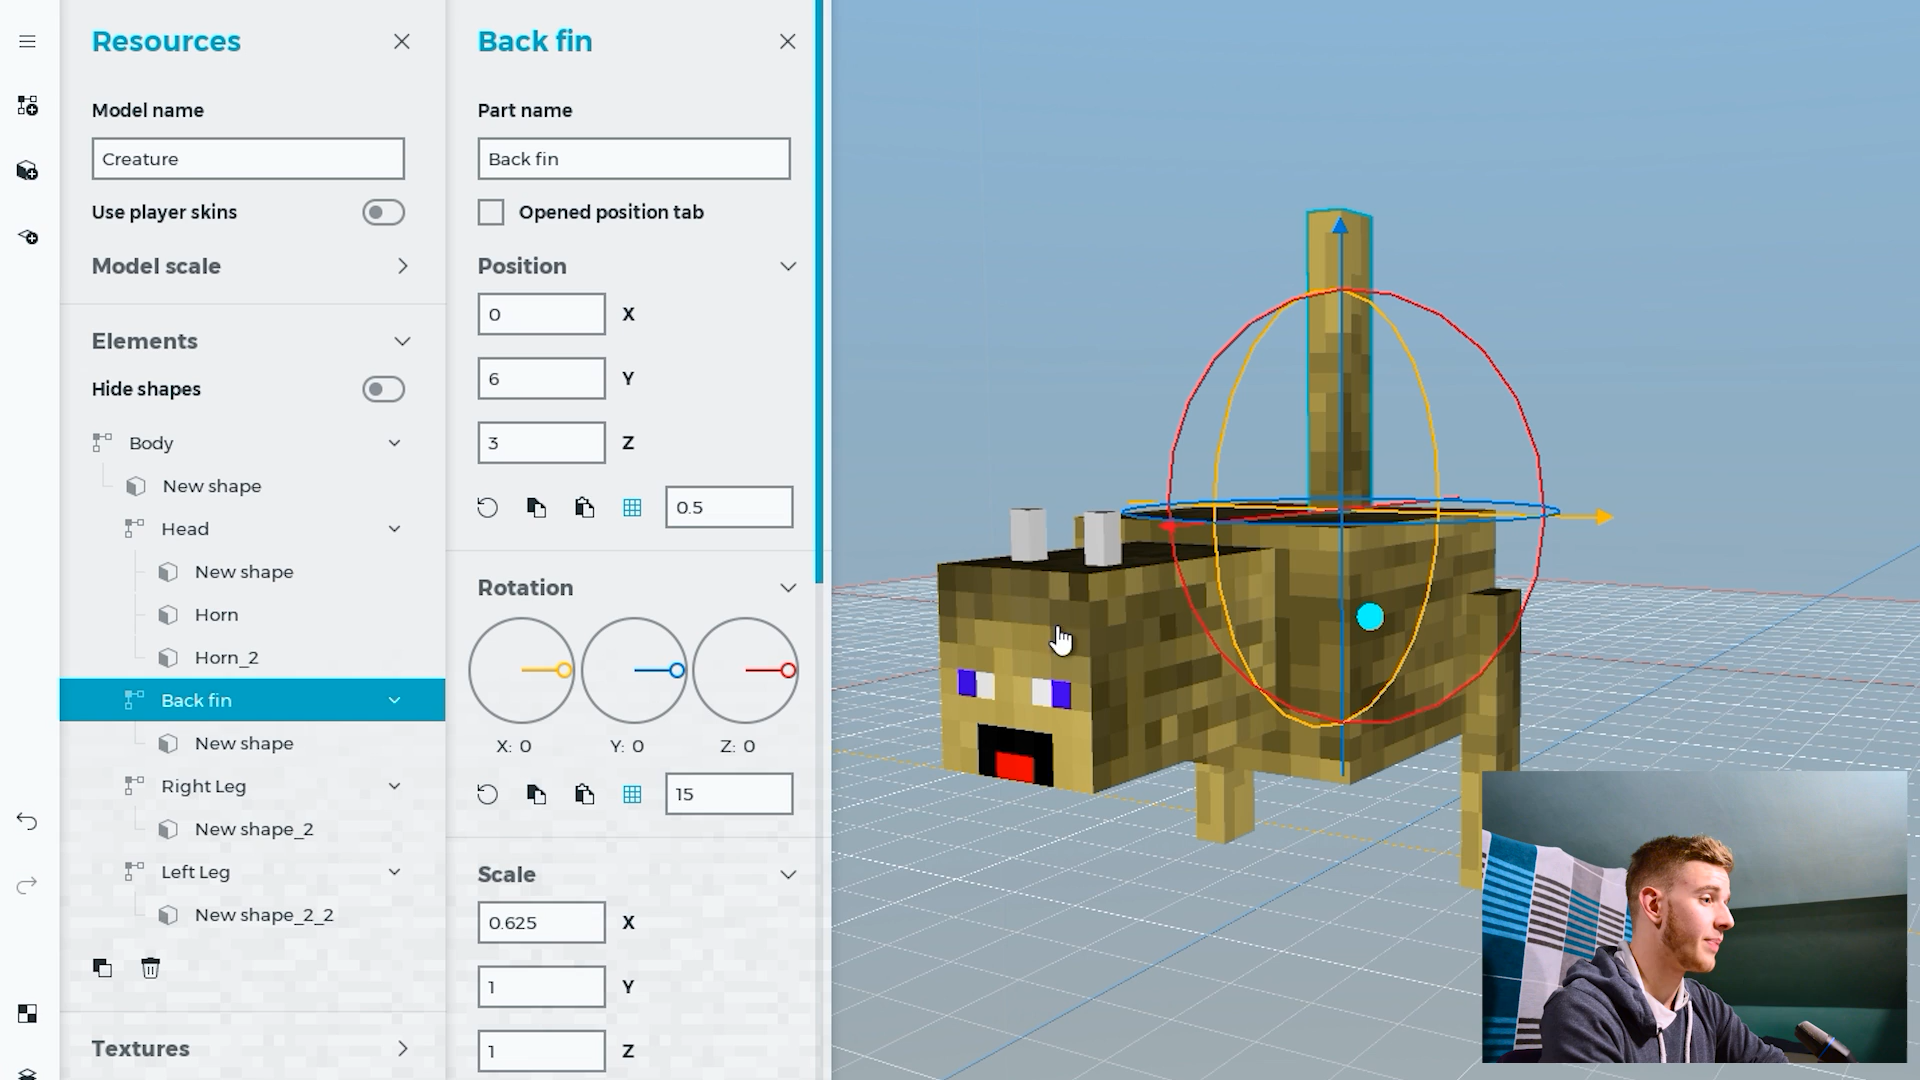 Resources
Model name
Creature
Use player skins
Model scale
Elements
Hide shapes
Body
New shape
Head
New shape
Horn
Horn_2
Back fin
New shape
Right Leg
New shape_2
Left Leg
New shape_2_2
Textures
Back fin
Part name
Back fin
Opened position tab
Position
0 X
6 Y
3 Z
0.5
Rotation
X: 0 Y: 0 Z: 0
15
Scale
0.625 X
1 Y
1 Z